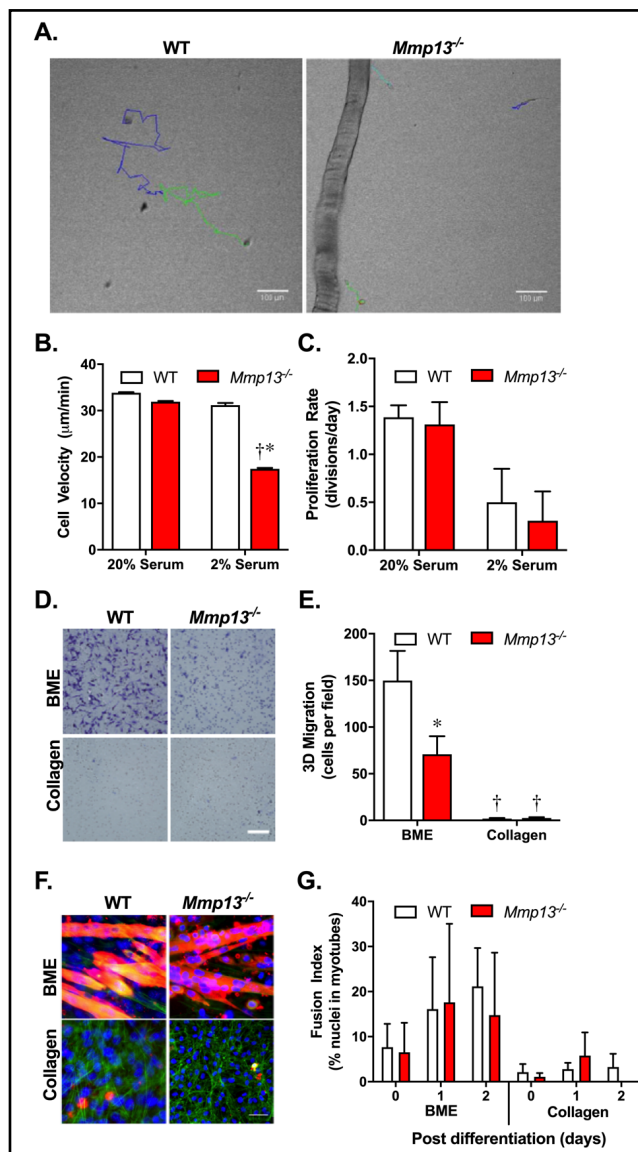 A.
WT Mmp13-/-
100 µm
100 µm
B.
WT Mmp13-/-
Cell Velocity (µm/min)
40
30
20
10
0
†*
20% Serum 2% Serum
C.
WT Mmp13-/-
Proliferation Rate
(divisions/day)
2.0
1.5
1.0
0.5
0.0
20% Serum 2% Serum
D.
WT Mmp13-/-
BME
Collagen
E.
WT Mmp13-/-
3D Migration
(cells per field)
200
150
100
50
0
*
† †
BME Collagen
F.
WT Mmp13-/-
BME
Collagen
G.
WT Mmp13-/-
Fusion Index
(% nuclei in myotubes)
40
30
20
10
0
0 1 2 0 1 2
BME Collagen
Post differentiation (days)